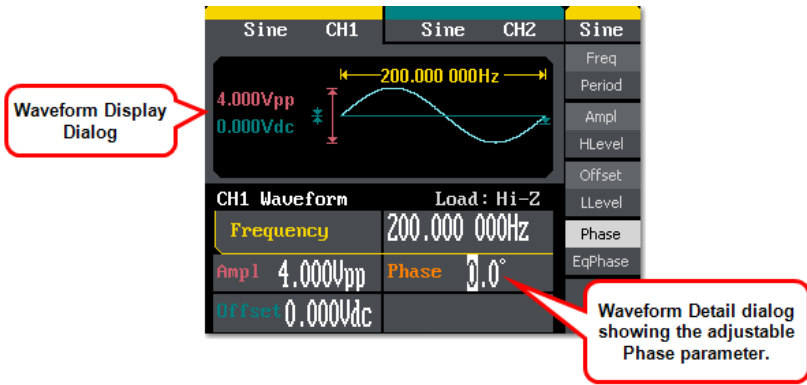 Sine CH1 Sine CH2 Sine
Freq
Period
Ampl
HLevel
Offset
LLevel
Phase
EqPhase
200.000 000Hz
4.000Vpp
0.000Vdc
Waveform Display
Dialog
CH1 Waveform Load: Hi-Z
Frequency 200.000 000Hz
Ampl 4.000Vpp Phase 0.0°
Offset 0.000Vdc
Waveform Detail dialog
showing the adjustable
Phase parameter.